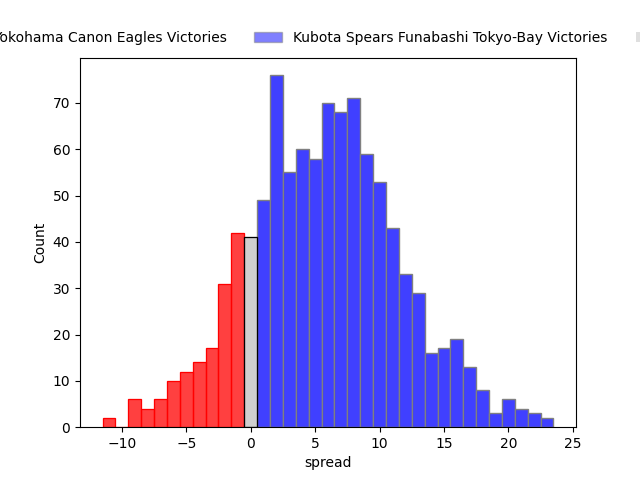 okohama Canon Eagles Victories Kubota Spears Funabashi Tokyo-Bay Victories
70
60
50
40
30
20
10
0
Count
−10 −5 0 5 10 15 20 25
spread